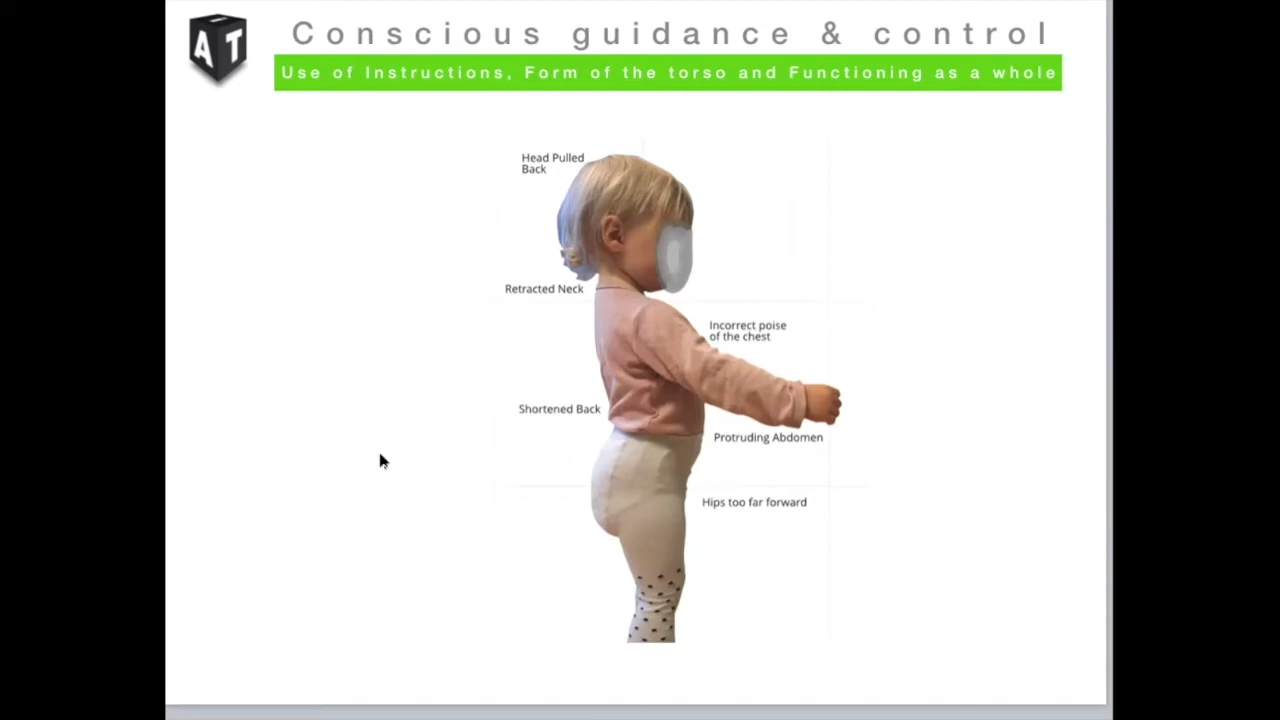 AT
Conscious guidance & control
Use of Instructions, Form of the torso and Functioning as a whole
Head Pulled
Back
Retracted Neck
Incorrect poise
of the chest
Shortened Back
Protruding Abdomen
Hips too far forward